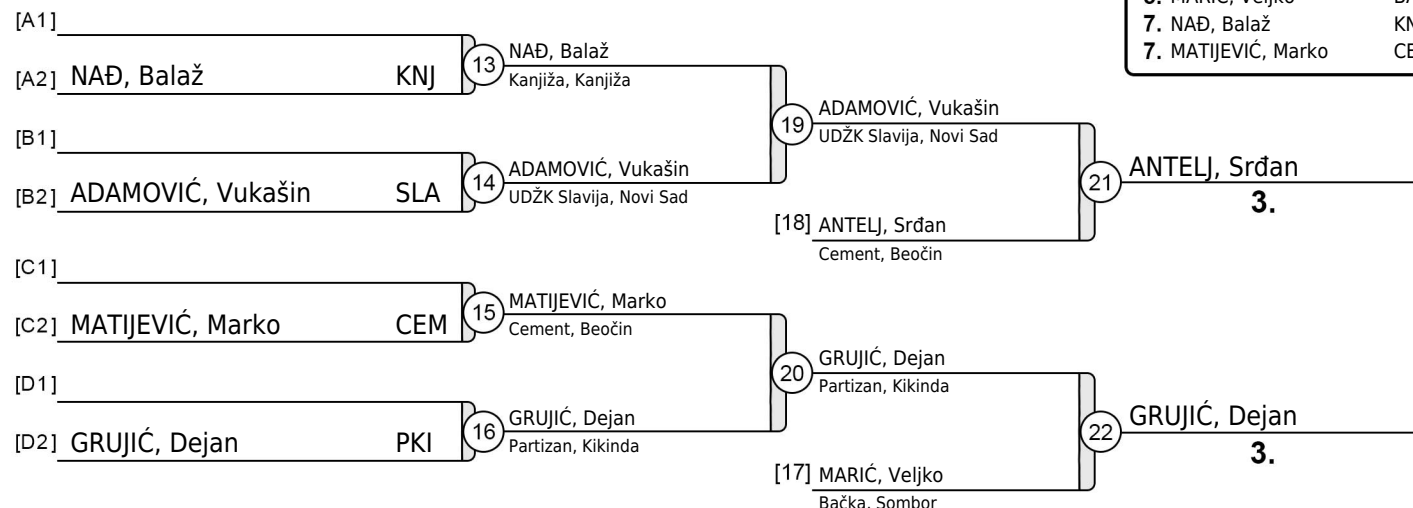 [A1]
[A2] NAĐ, Balaž KNJ
13
NAĐ, Balaž
Kanjiža, Kanjiža
[B1]
[B2] ADAMOVIĆ, Vukašin SLA
14
ADAMOVIĆ, Vukašin
UDŽK Slavija, Novi Sad
[C1]
[C2] MATIJEVIĆ, Marko CEM
15
MATIJEVIĆ, Marko
Cement, Beočin
[D1]
[D2] GRUJIĆ, Dejan PKI
16
GRUJIĆ, Dejan
Partizan, Kikinda
19
ADAMOVIĆ, Vukašin
UDŽK Slavija, Novi Sad
[18] ANTELJ, Srđan
Cement, Beočin
20
GRUJIĆ, Dejan
Partizan, Kikinda
[17] MARIĆ, Veljko
Bačka, Sombor
21
ANTELJ, Srđan
3.
22
GRUJIĆ, Dejan
3.
MARIĆ, Veljko
7. NAĐ, Balaž
7. MATIJEVIĆ, Marko